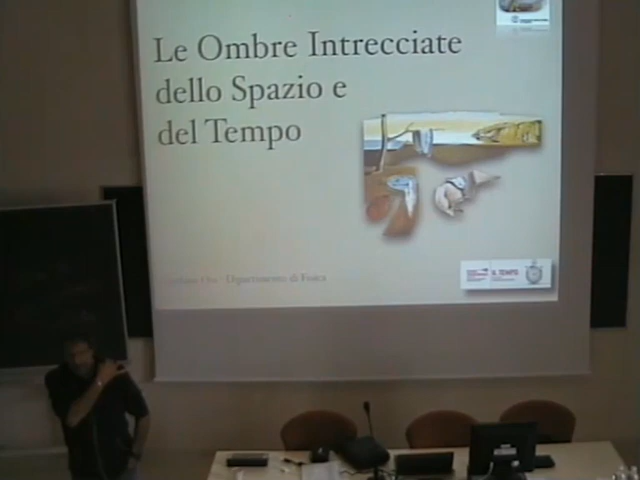 Le Ombre Intrecciate
dello Spazio e
del Tempo
Dipartimento di Fisica
IL TEMPO